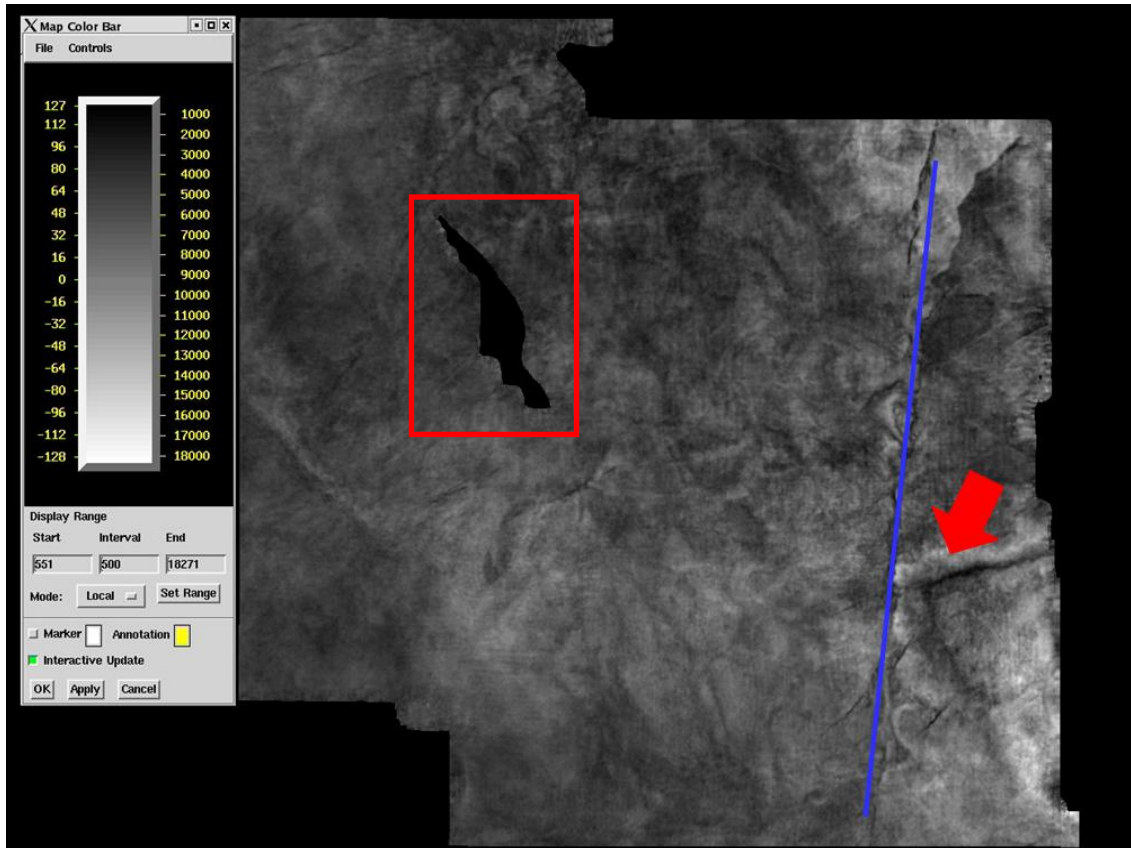 Map Color Bar
File Controls
127 1000
112 2000
96 3000
80 4000
64 5000
48 6000
32 7000
16 8000
0 9000
-16 10000
-32 11000
-48 12000
-64 13000
-80 14000
-96 15000
-112 16000
-128 17000
18000
Display Range
Start Interval End
551 500 18271
Mode: Local Set Range
Marker Annotation
Interactive Update
OK Apply Cancel